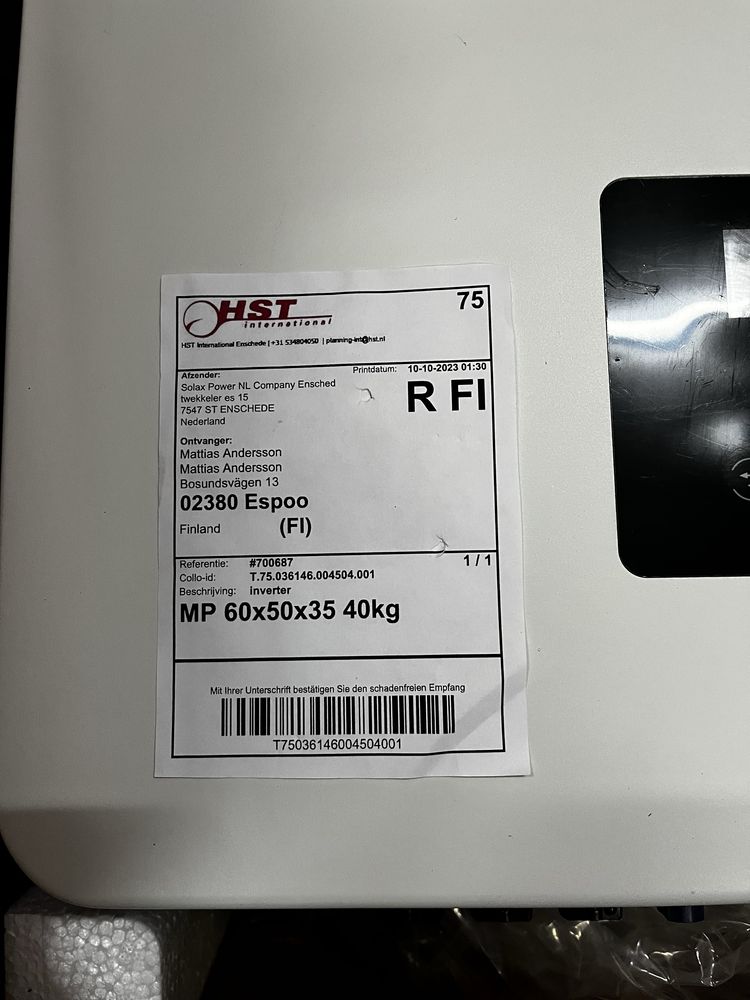 HST
75
international
HST International Enschede | +31 534804050 | planning-int@hst.nl
Afzender:
Printdatum: 10-10-2023 01:30
Solax Power NL Company Ensched
twekkeler es 15
R FI
7547 ST ENSCHEDE
Nederland
Ontvanger:
Mattias Andersson
Mattias Andersson
Bosundsvägen 13
02380 Espoo
Finland (FI)
Referentie: #700687
1 / 1
Collo-id: T.75.036146.004504.001
Beschrijving: inverter
MP 60x50x35 40kg
Mit Ihrer Unterschrift bestätigen Sie den schadenfreien Empfang
T75036146004504001